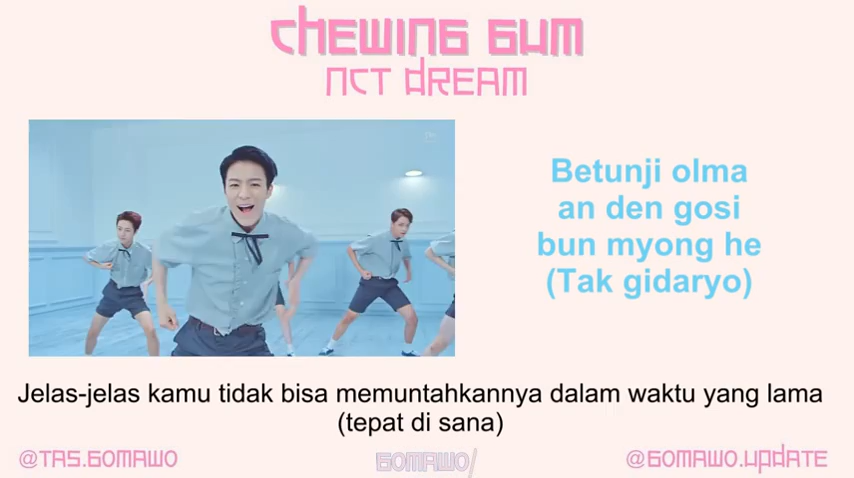 CHEWING GUM
NCT DREAM
Betunji olma
an den gosi
bun myong he
(Tak gidaryo)
Jelas-jelas kamu tidak bisa memuntahkannya dalam waktu yang lama
(tepat di sana)
@TAS.GOMAWO
GOMAWO/
@GOMAWO.UPDATE